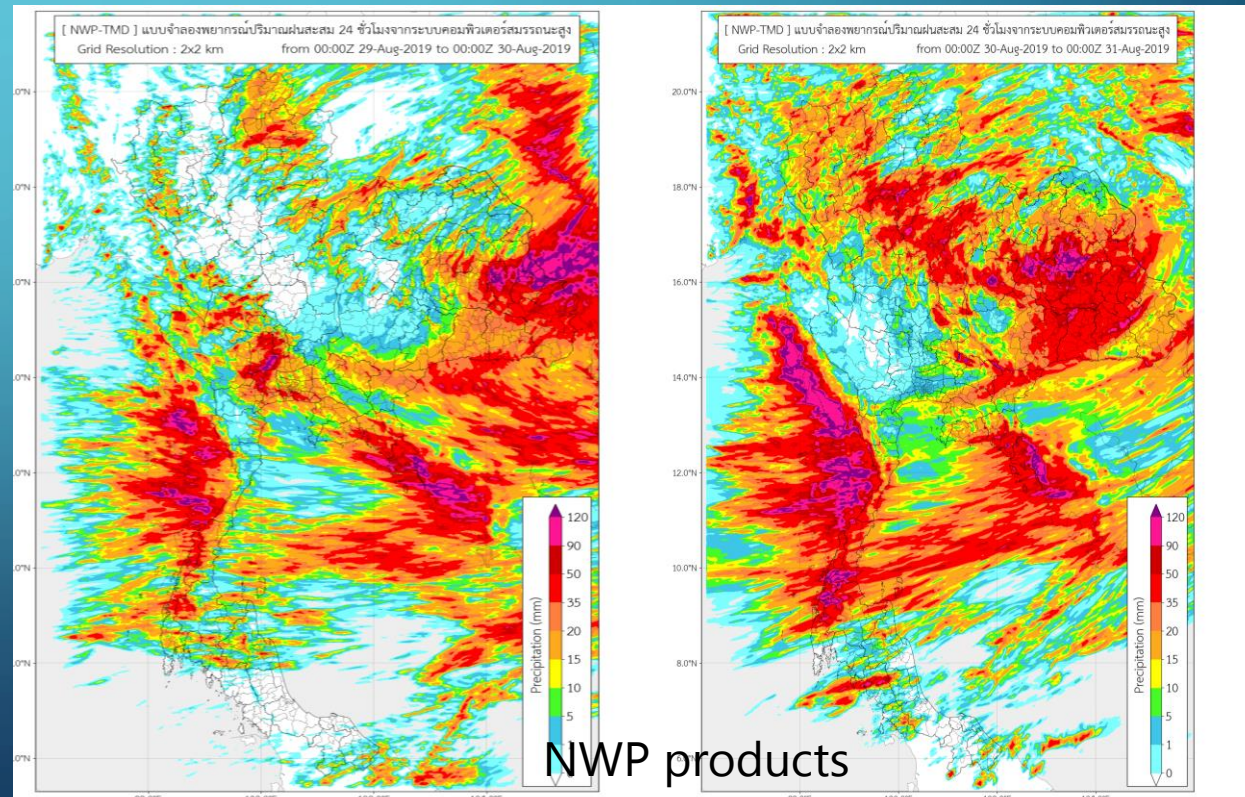 [ NWP-TMD ] แบบจำลองพยากรณ์ปริมาณฝนสะสม 24 ชั่วโมงจากระบบคอมพิวเตอร์สมรรถนะสูง
Grid Resolution : 2x2 km from 00:00Z 29-Aug-2019 to 00:00Z 30-Aug-2019
.0°N
18.0°N
.0°N
.0°N
.0°N
.0°N
.0°N
.0°N
Precipitation (mm)
120
90
50
35
20
15
10
5
[ NWP-TMD ] แบบจำลองพยากรณ์ปริมาณฝนสะสม 24 ชั่วโมงจากระบบคอมพิวเตอร์สมรรถนะสูง
Grid Resolution : 2x2 km from 00:00Z 30-Aug-2019 to 00:00Z 31-Aug-2019
20.0°N
18.0°N
16.0°N
14.0°N
12.0°N
10.0°N
8.0°N
Precipitation (mm)
120
90
50
35
20
15
10
5
1
0
NWP products